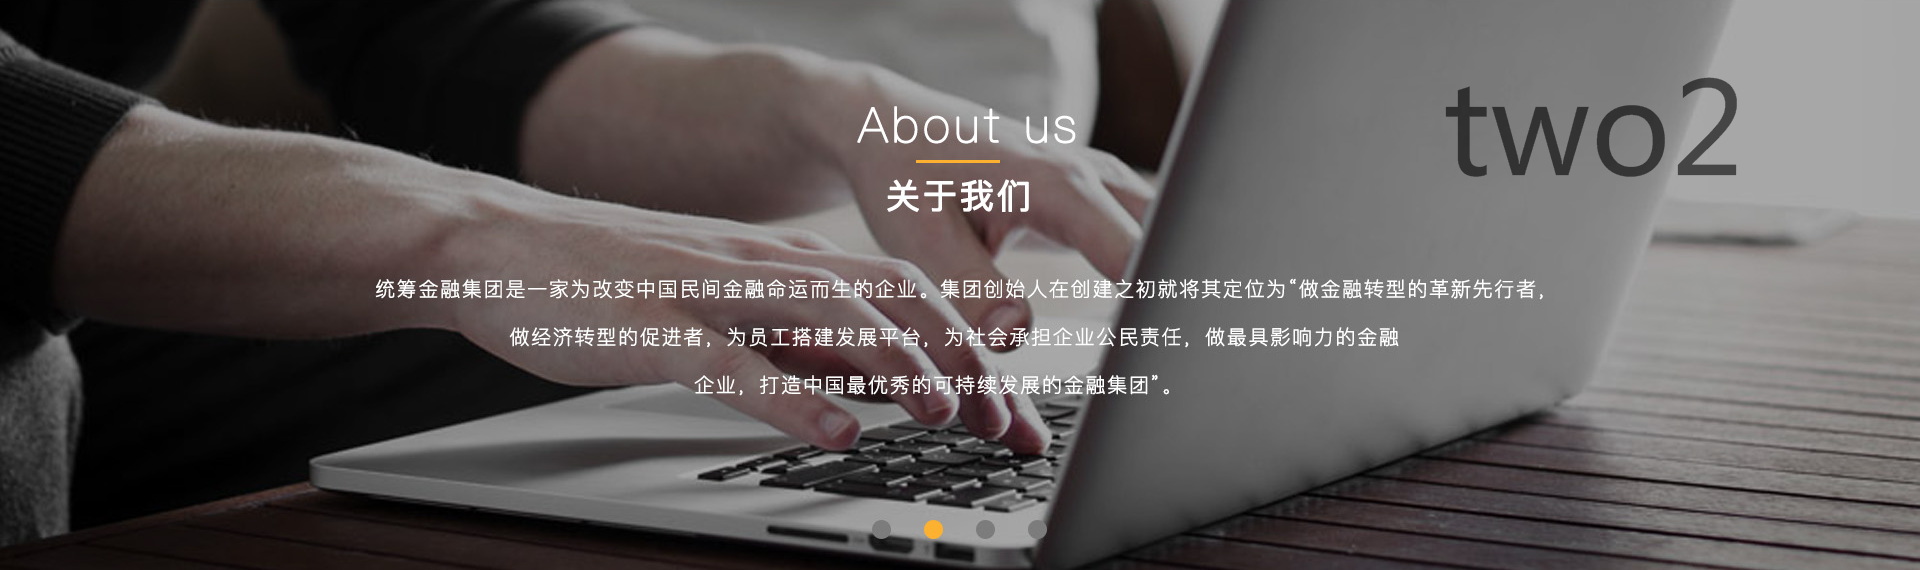 About us
two2
关于我们
统筹金融集团是一家为改变中国民间金融命运而生的企业。集团创始人在创建之初就将其定位为“做金融转型的革新先行者,
做经济转型的促进者，为员工搭建发展平台，为社会承担企业公民责任，做最具影响力的金融
企业，打造中国最优秀的可持续发展的金融集团”。